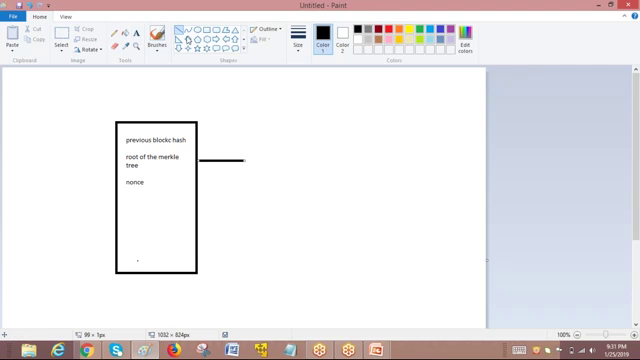 Untitled - Paint
File
Home
View
Paste
Cut
Copy
Clipboard
Select
Crop
Resize
Rotate
Image
A
Tools
Brushes
Outline
Fill
Shapes
Size
Color
1
Color
2
Edit
colors
Colors
previous blockc hash
root of the merkle
tree
nonce
99 × 1px
1032 × 824px
100%
9:31 PM
1/25/2019